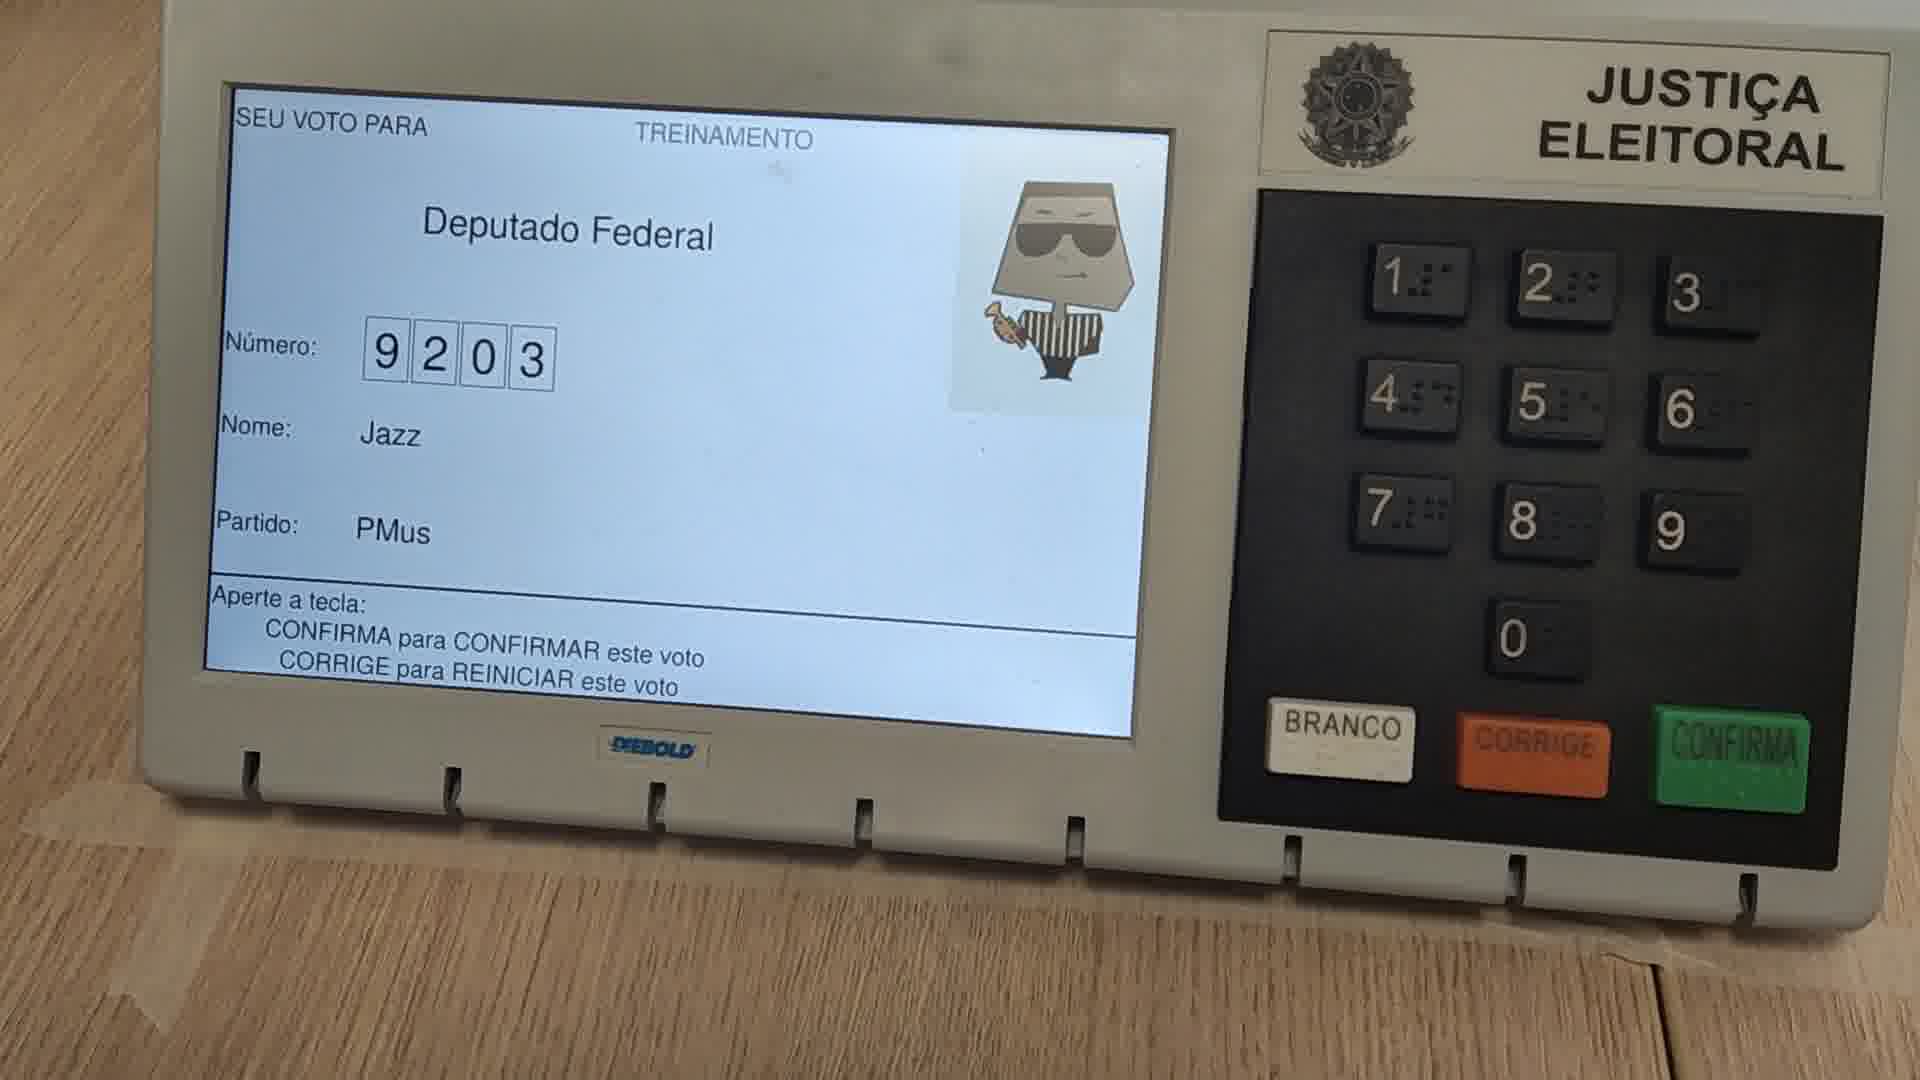 SEU VOTO PARA
TREINAMENTO
Deputado Federal
Número: 9203
Nome: Jazz
Partido: PMus
Aperte a tecla:
CONFIRMA para CONFIRMAR este voto
CORRIGE para REINICIAR este voto
DIEBOLD
JUSTIÇA
ELEITORAL
1 2 3
4 5 6
7 8 9
0
BRANCO CORRIGE CONFIRMA